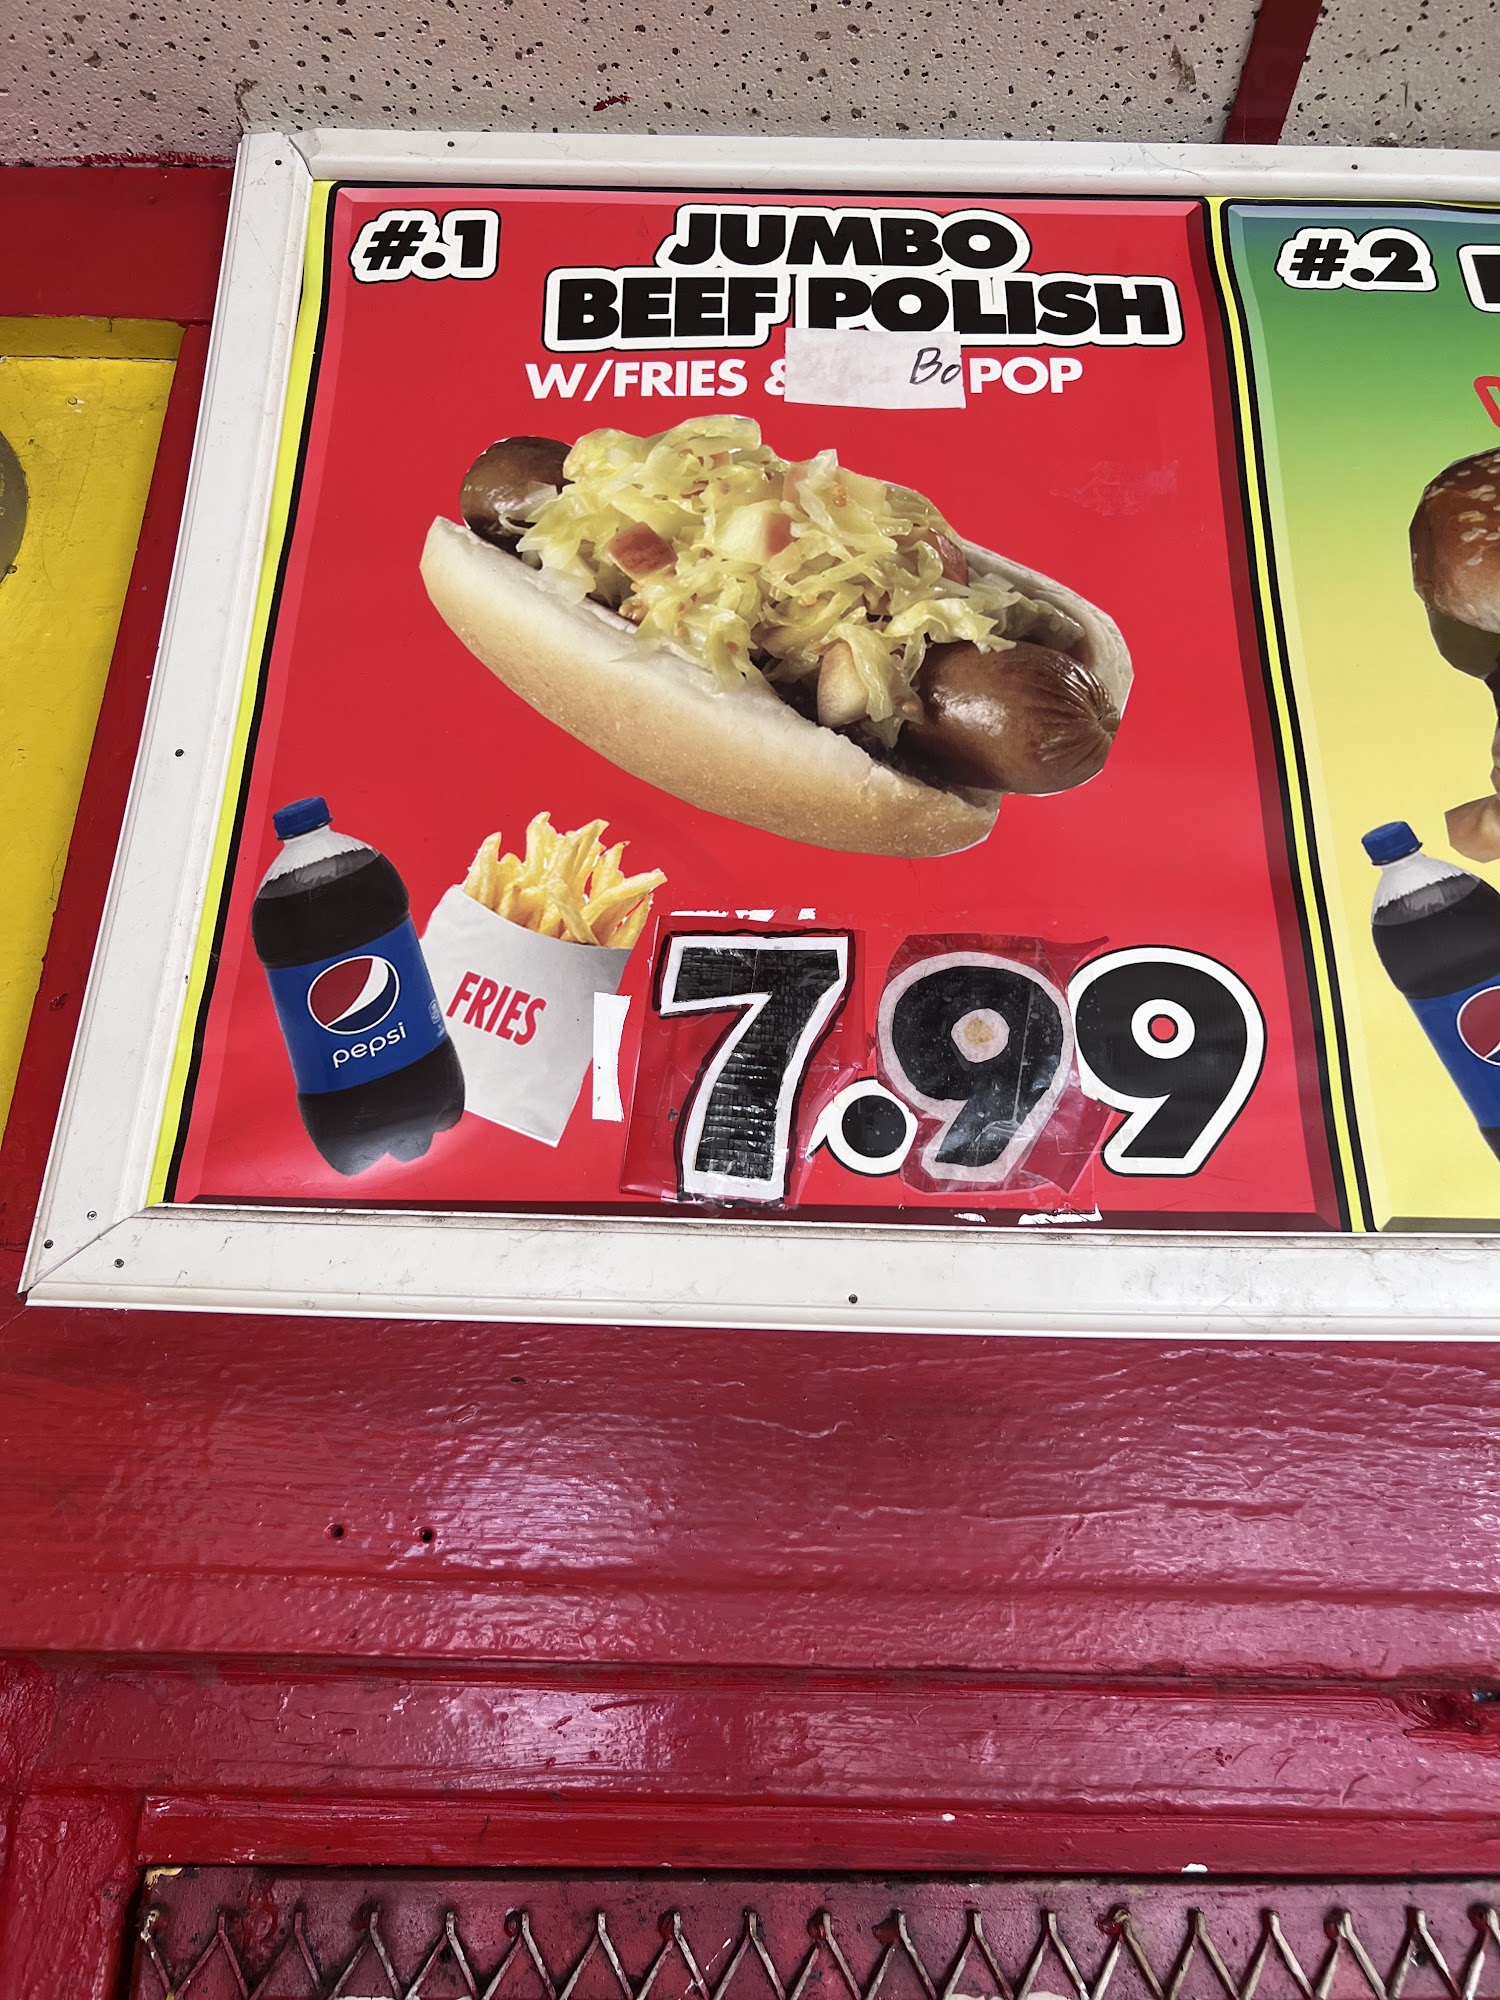 #.1
JUMBO
BEEF POLISH
W/FRIES & Bo POP
pepsi
FRIES
7.99
#.2